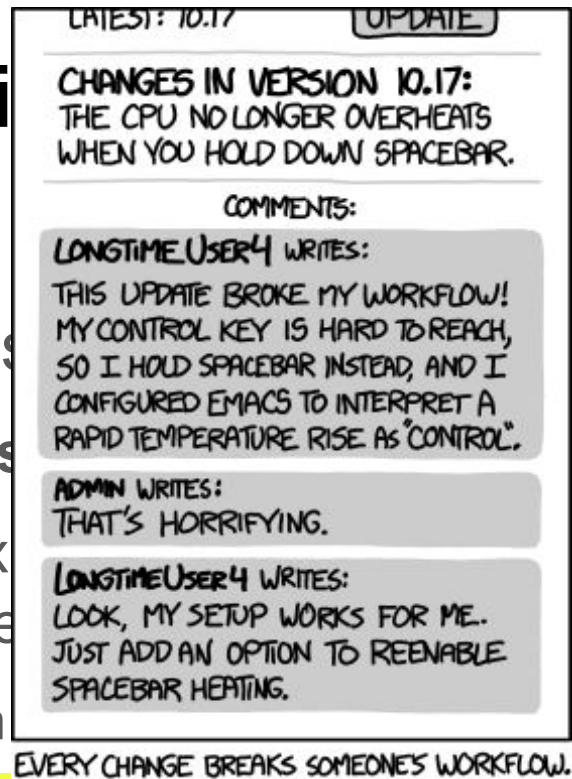 LATEST: 10.17
UPDATE
CHANGES IN VERSION 10.17:
THE CPU NO LONGER OVERHEATS
WHEN YOU HOLD DOWN SPACEBAR.
COMMENTS:
LONGTIMEUSER4 WRITES:
THIS UPDATE BROKE MY WORKFLOW!
MY CONTROL KEY IS HARD TO REACH,
SO I HOLD SPACEBAR INSTEAD, AND I
CONFIGURED EMACS TO INTERPRET A
RAPID TEMPERATURE RISE AS "CONTROL".
ADMIN WRITES:
THAT'S HORRIFYING.
LONGTIMEUSER4 WRITES:
LOOK, MY SETUP WORKS FOR ME.
JUST ADD AN OPTION TO REENABLE
SPACEBAR HEATING.
EVERY CHANGE BREAKS SOMEONE'S WORKFLOW.